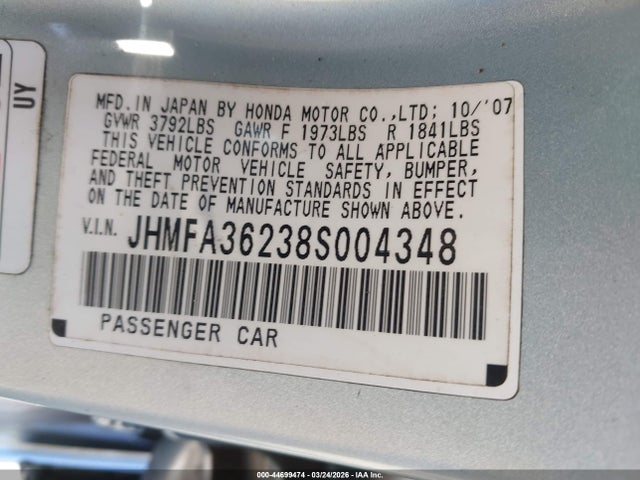 UY
MFD. IN JAPAN BY HONDA MOTOR CO.,LTD; 10/'07
GVWR 3792LBS GAWR F 1973LBS R 1841LBS
THIS VEHICLE CONFORMS TO ALL APPLICABLE
FEDERAL MOTOR VEHICLE SAFETY, BUMPER,
AND THEFT PREVENTION STANDARDS IN EFFECT
ON THE DATE OF MANUFACTURE SHOWN ABOVE.
V.I.N. JHMFA36238S004348
PASSENGER CAR
000-44699474 | 03/24/2026 | IAA Inc.